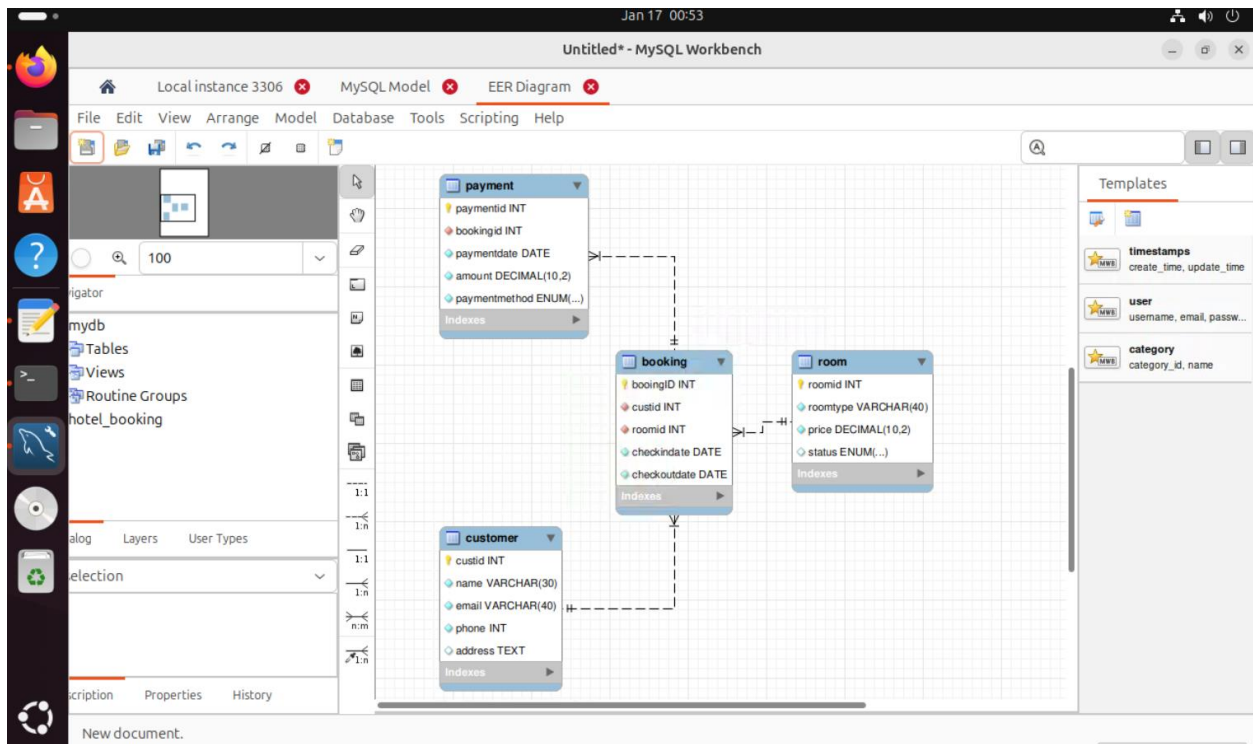 Jan 17 00:53
Untitled* - MySQL Workbench
Local instance 3306
MySQL Model
EER Diagram
File Edit View Arrange Model Database Tools Scripting Help
100
vigator
mydb
Tables
Views
Routine Groups
hotel_booking
alog Layers User Types
election
scription Properties History
1:1
1:n
1:1
1:n
n:m
1:n
payment
paymentid INT
bookingid INT
paymentdate DATE
amount DECIMAL(10,2)
paymentmethod ENUM(...)
Indexes
booking
booingID INT
custid INT
roomid INT
checkindate DATE
checkoutdate DATE
Indexes
room
roomid INT
roomtype VARCHAR(40)
price DECIMAL(10,2)
status ENUM(...)
Indexes
customer
custid INT
name VARCHAR(30)
email VARCHAR(40)
phone INT
address TEXT
Indexes
Templates
MWB
timestamps
create_time, update_time
MWB
user
username, email, passw...
MWB
category
category_id, name
New document.